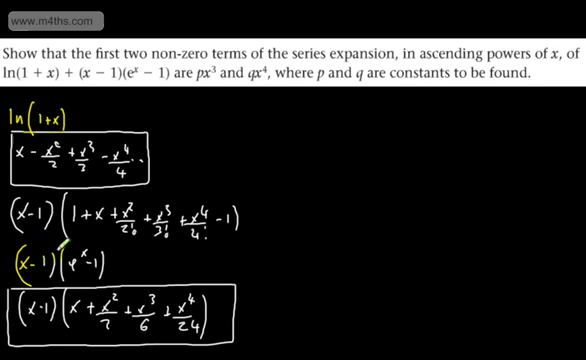 www.m4ths.com
Show that the first two non-zero terms of the series expansion, in ascending powers of x, of
ln(1 + x) + (x − 1)(eˣ − 1) are px³ and qx⁴, where p and q are constants to be found.
ln(1+x)
x - x²/2 + x³/3 - x⁴/4 ..
(x-1)(1 + x + x²/2! + x³/3! + x⁴/4! - 1)
(x-1)(eˣ-1)
(x-1)(x + x²/2 + x³/6 + x⁴/24)